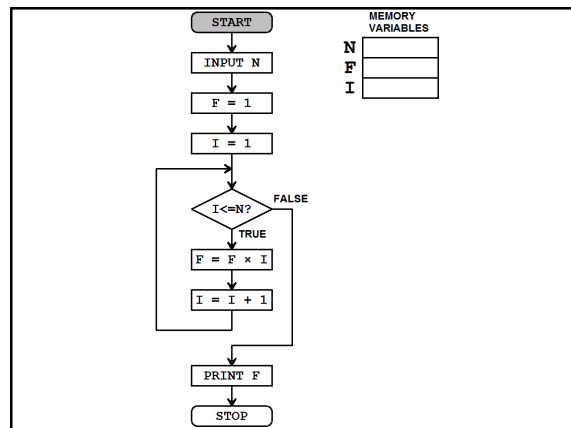 START
INPUT N
F = 1
I = 1
I<=N?
FALSE
TRUE
F = F × I
I = I + 1
PRINT F
STOP
MEMORY
VARIABLES
N
F
I